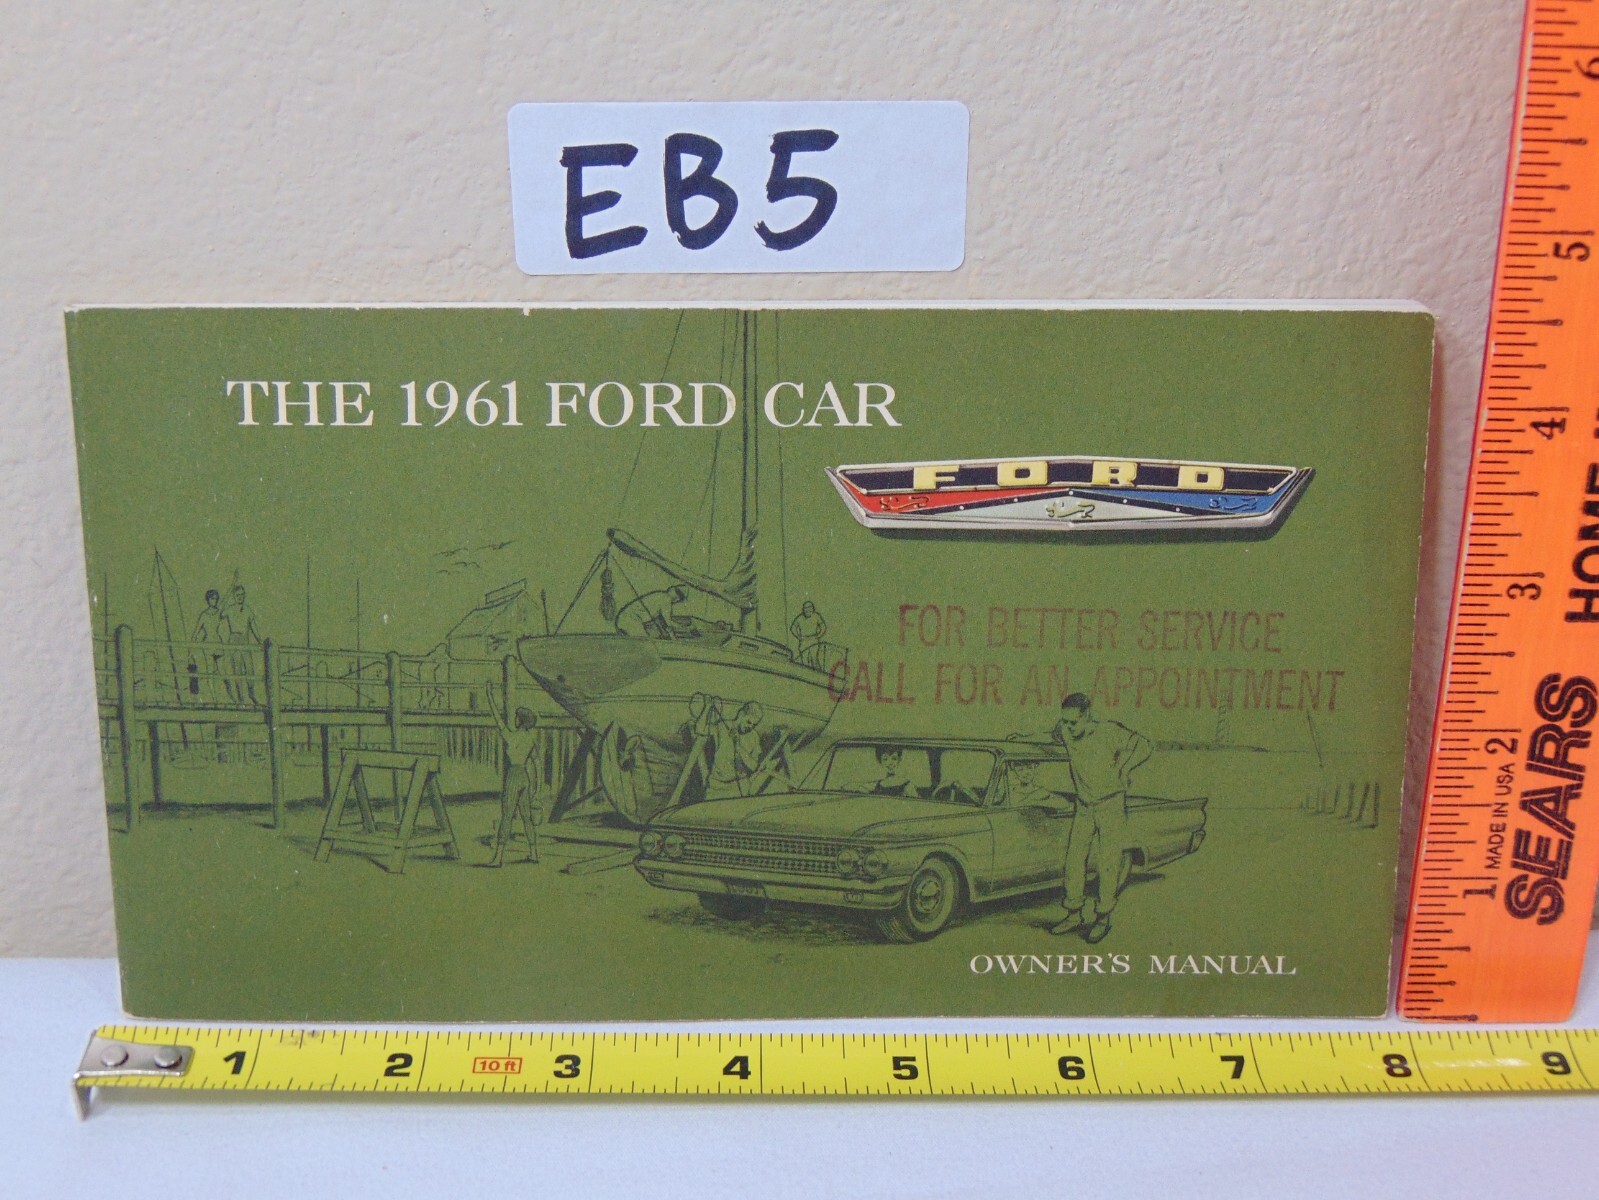 EB5
THE 1961 FORD CAR
FORD
FOR BETTER SERVICE
CALL FOR AN APPOINTMENT
OWNER'S MANUAL
1 2 10 ft 3 4 5 6 7 8 9
1 2 3 4 5 6
MADE IN USA
SEARS